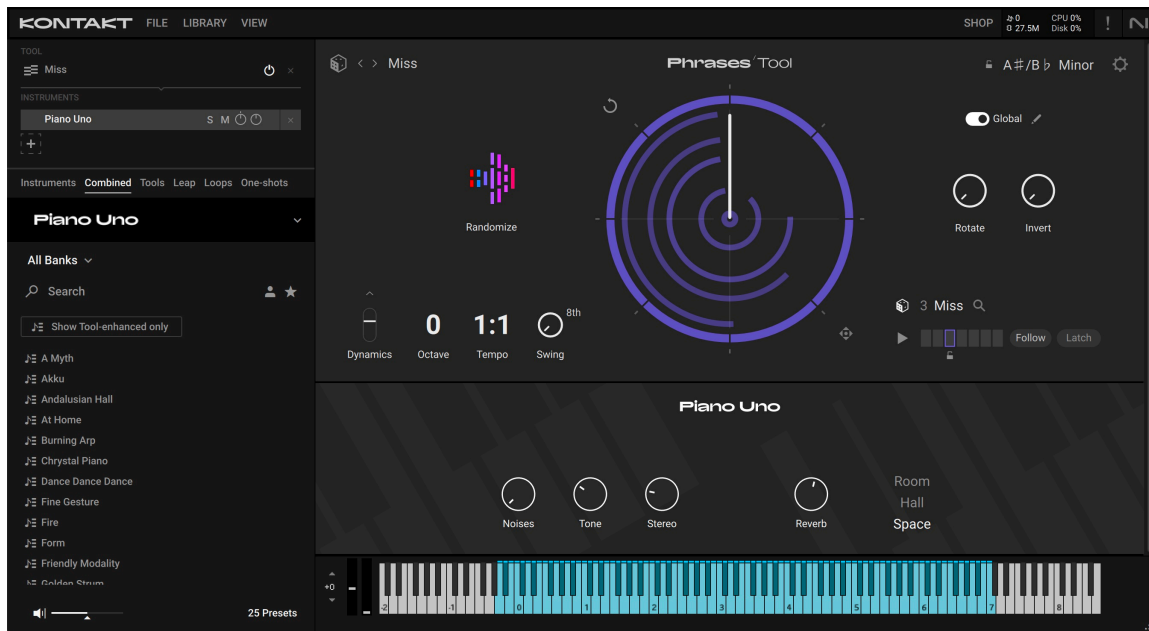 KONTAKT FILE LIBRARY VIEW SHOP 0 CPU 0%
27.5M Disk 0% ! NI
TOOL
Miss
INSTRUMENTS
Piano Uno S M
Instruments Combined Tools Leap Loops One-shots
Piano Uno
All Banks
Search
Show Tool-enhanced only
A Myth
Akku
Andalusian Hall
At Home
Burning Arp
Chrystal Piano
Dance Dance Dance
Fine Gesture
Fire
Form
Friendly Modality
Golden Strum
25 Presets
Miss Phrases Tool A♯/B♭ Minor
Global
Randomize
Rotate Invert
3 Miss
Follow Latch
0 1:1 8th
Dynamics Octave Tempo Swing
Piano Uno
Noises Tone Stereo Reverb
Room
Hall
Space
+0
-2 -1 0 1 2 3 4 5 6 7 8